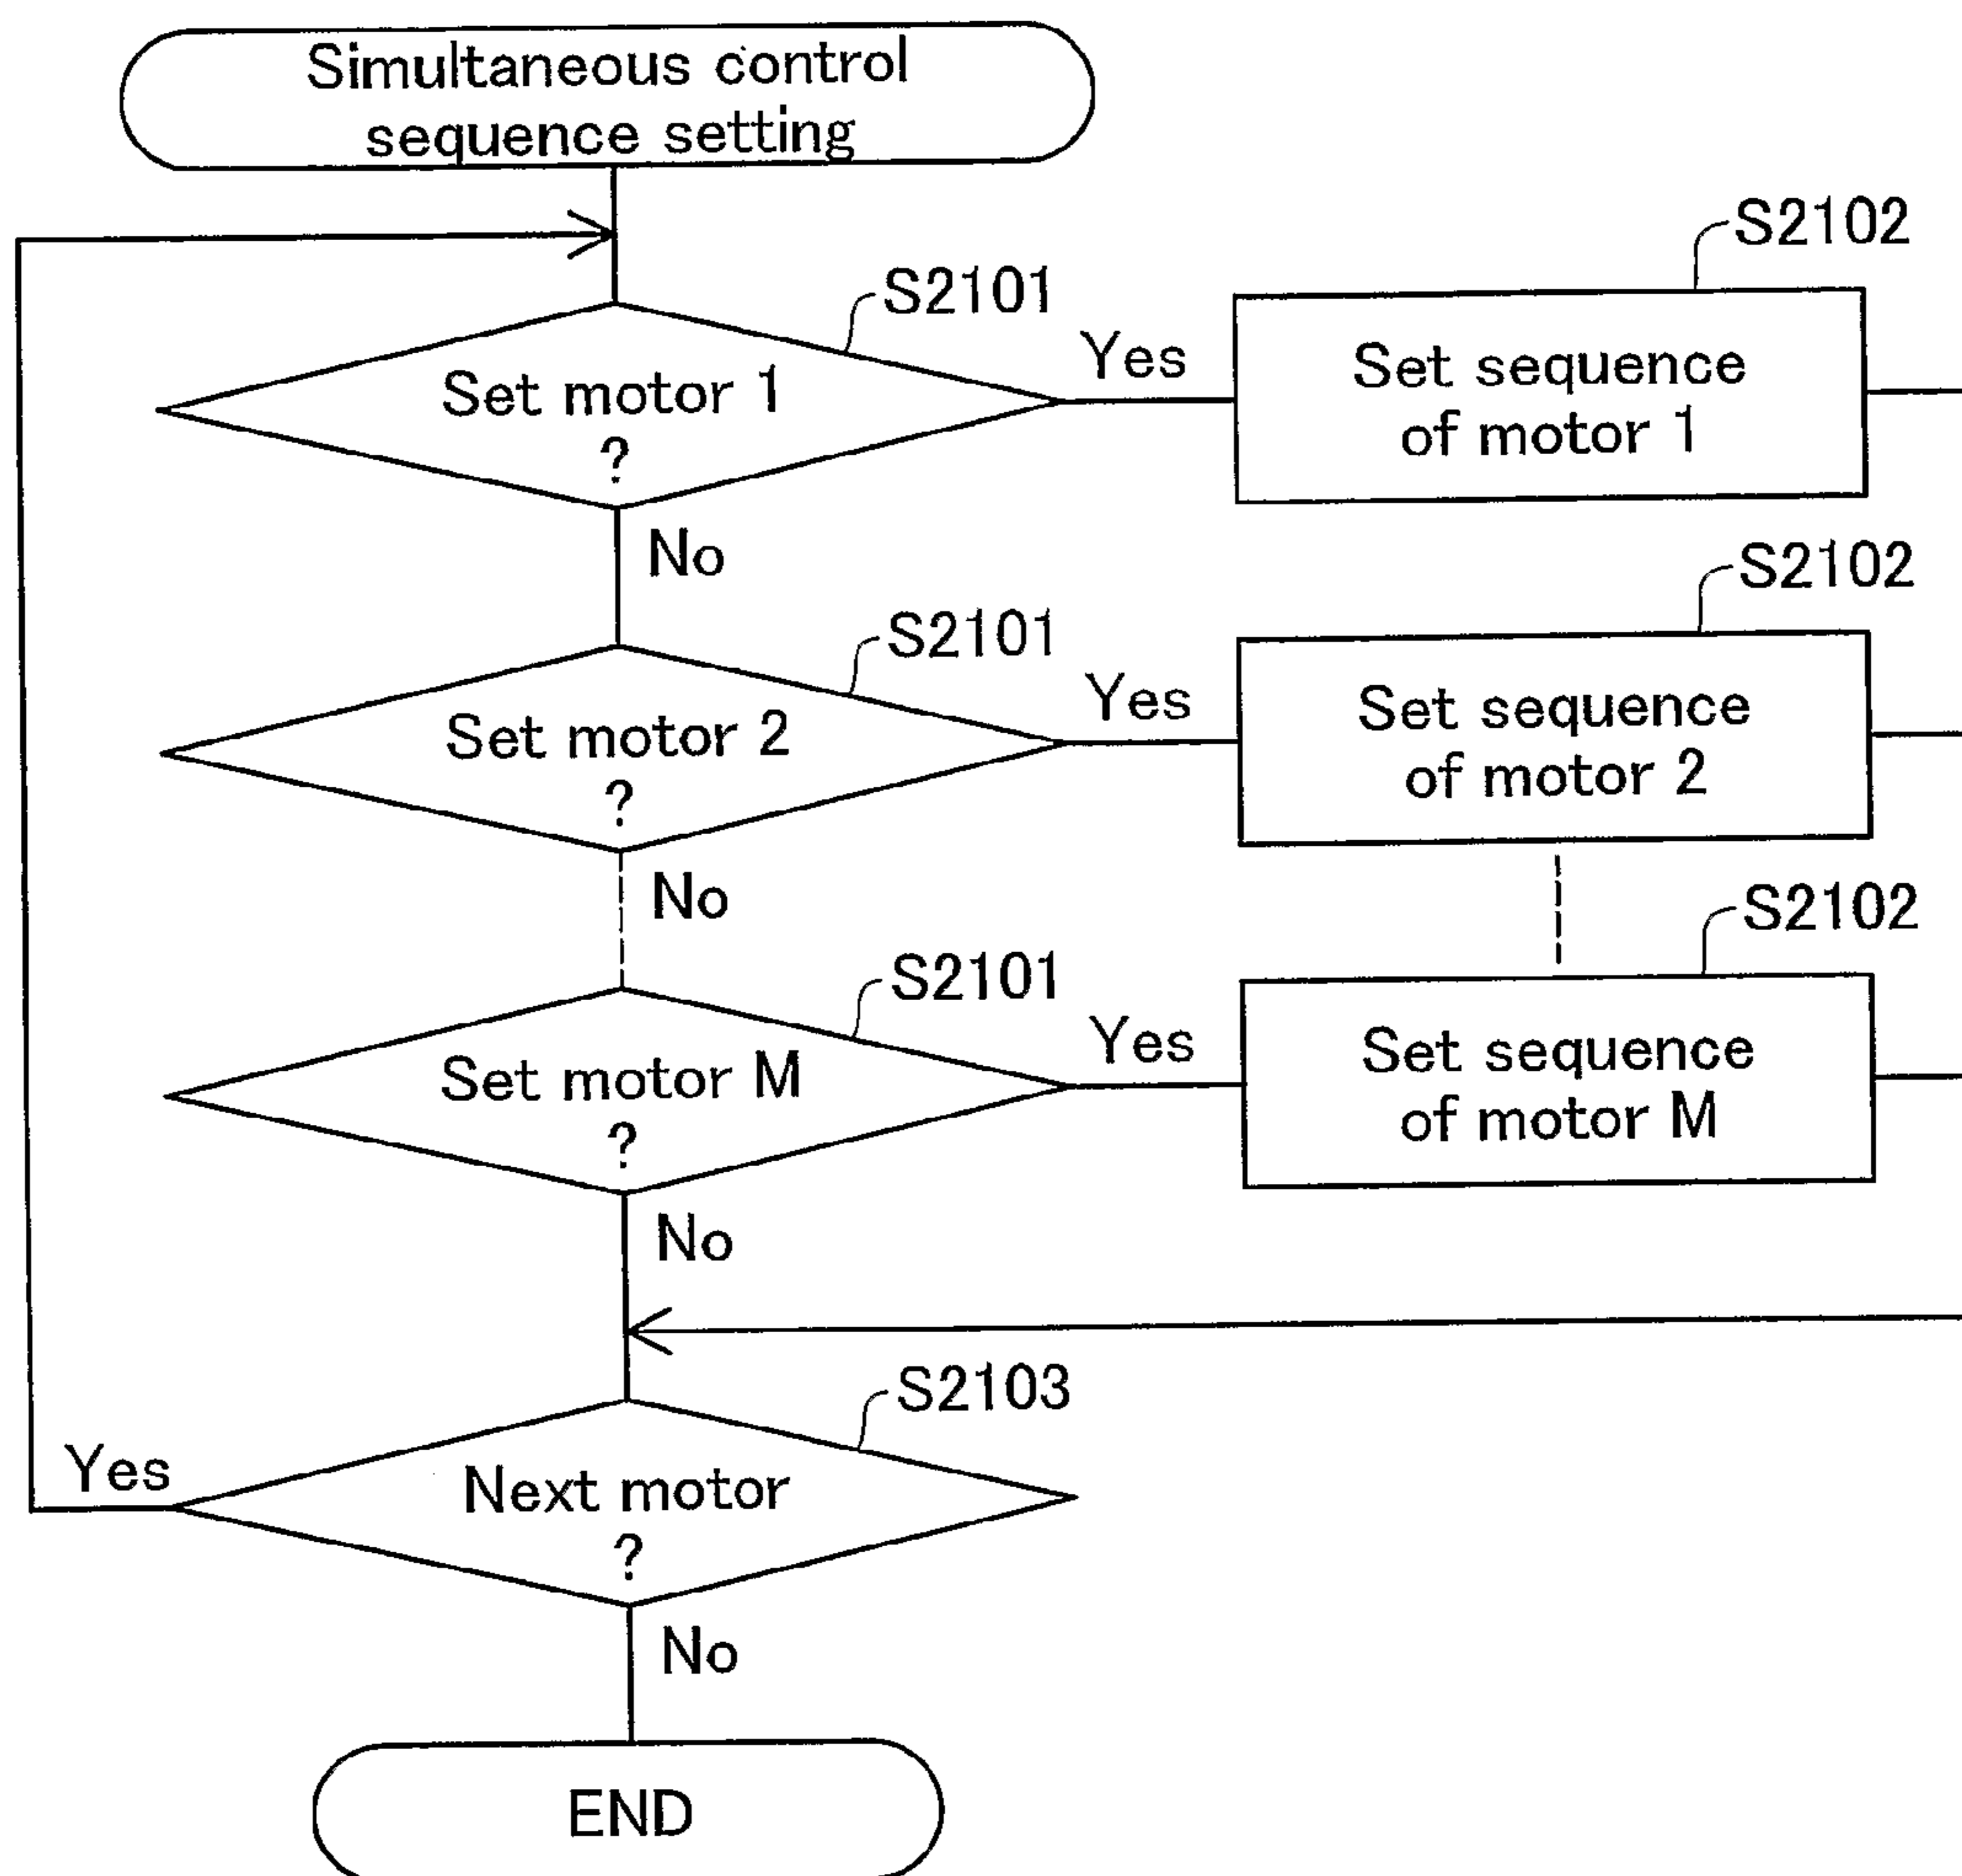 Simultaneous control
sequence setting
S2101
S2102
Set motor 1
?
Yes
Set sequence
of motor 1
No
S2101
S2102
Set motor 2
?
Yes
Set sequence
of motor 2
No
S2101
S2102
Set motor M
?
Yes
Set sequence
of motor M
No
S2103
Next motor
?
Yes
No
END